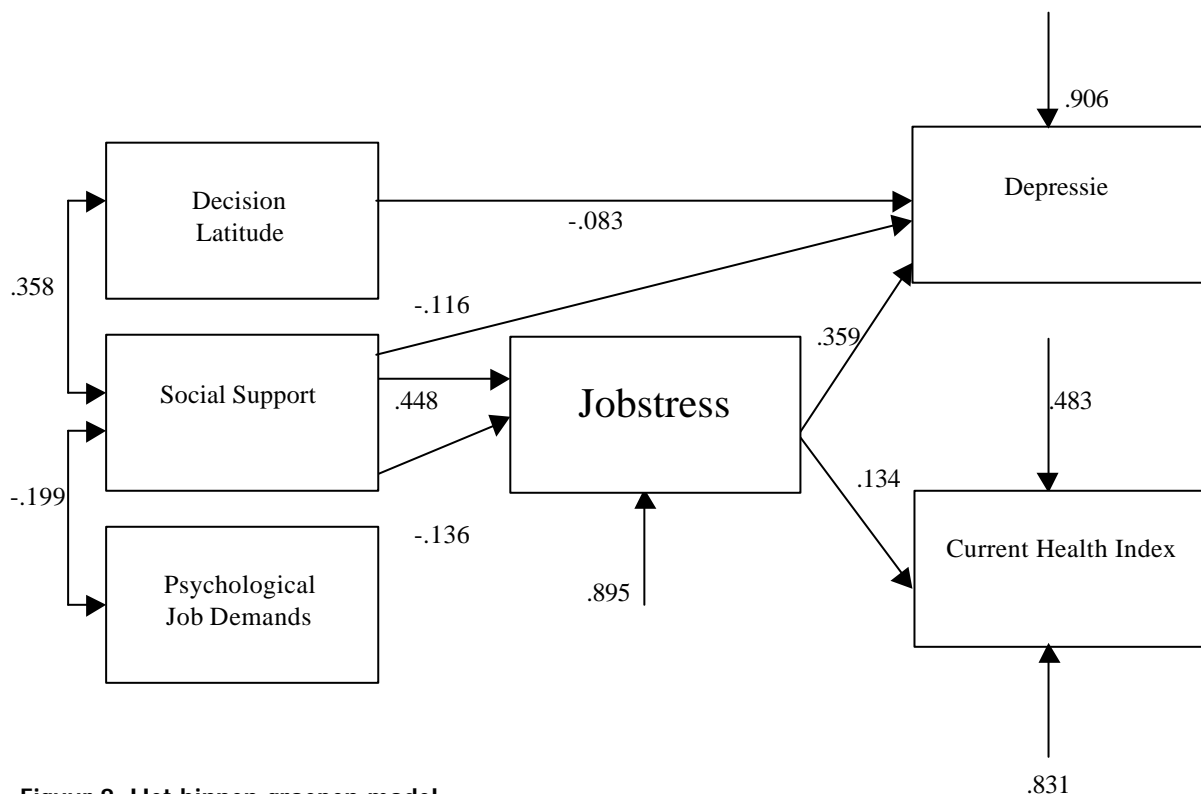 .906
Depressie
Decision
Latitude
-.083
.358
-.116
.359
Social Support
.448
Jobstress
.483
-.199
.134
-.136
Current Health Index
Psychological
Job Demands
.895
.831